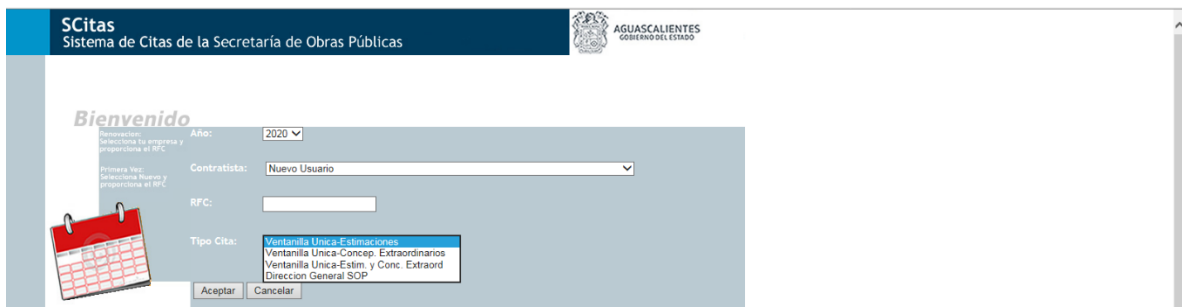 SCitas
Sistema de Citas de la Secretaría de Obras Públicas
AGUASCALIENTES
GOBIERNO DEL ESTADO
Bienvenido
Renovacion:
Selecciona tu empresa y
proporciona el RFC
Año:
2020
Primera Vez:
Selecciona Nuevo y
proporciona el RFC
Contratista:
Nuevo Usuario
RFC:
Tipo Cita:
Ventanilla Unica-Estimaciones
Ventanilla Unica-Concep. Extraordinarios
Ventanilla Unica-Estim. y Conc. Extraord
Direccion General SOP
Aceptar
Cancelar